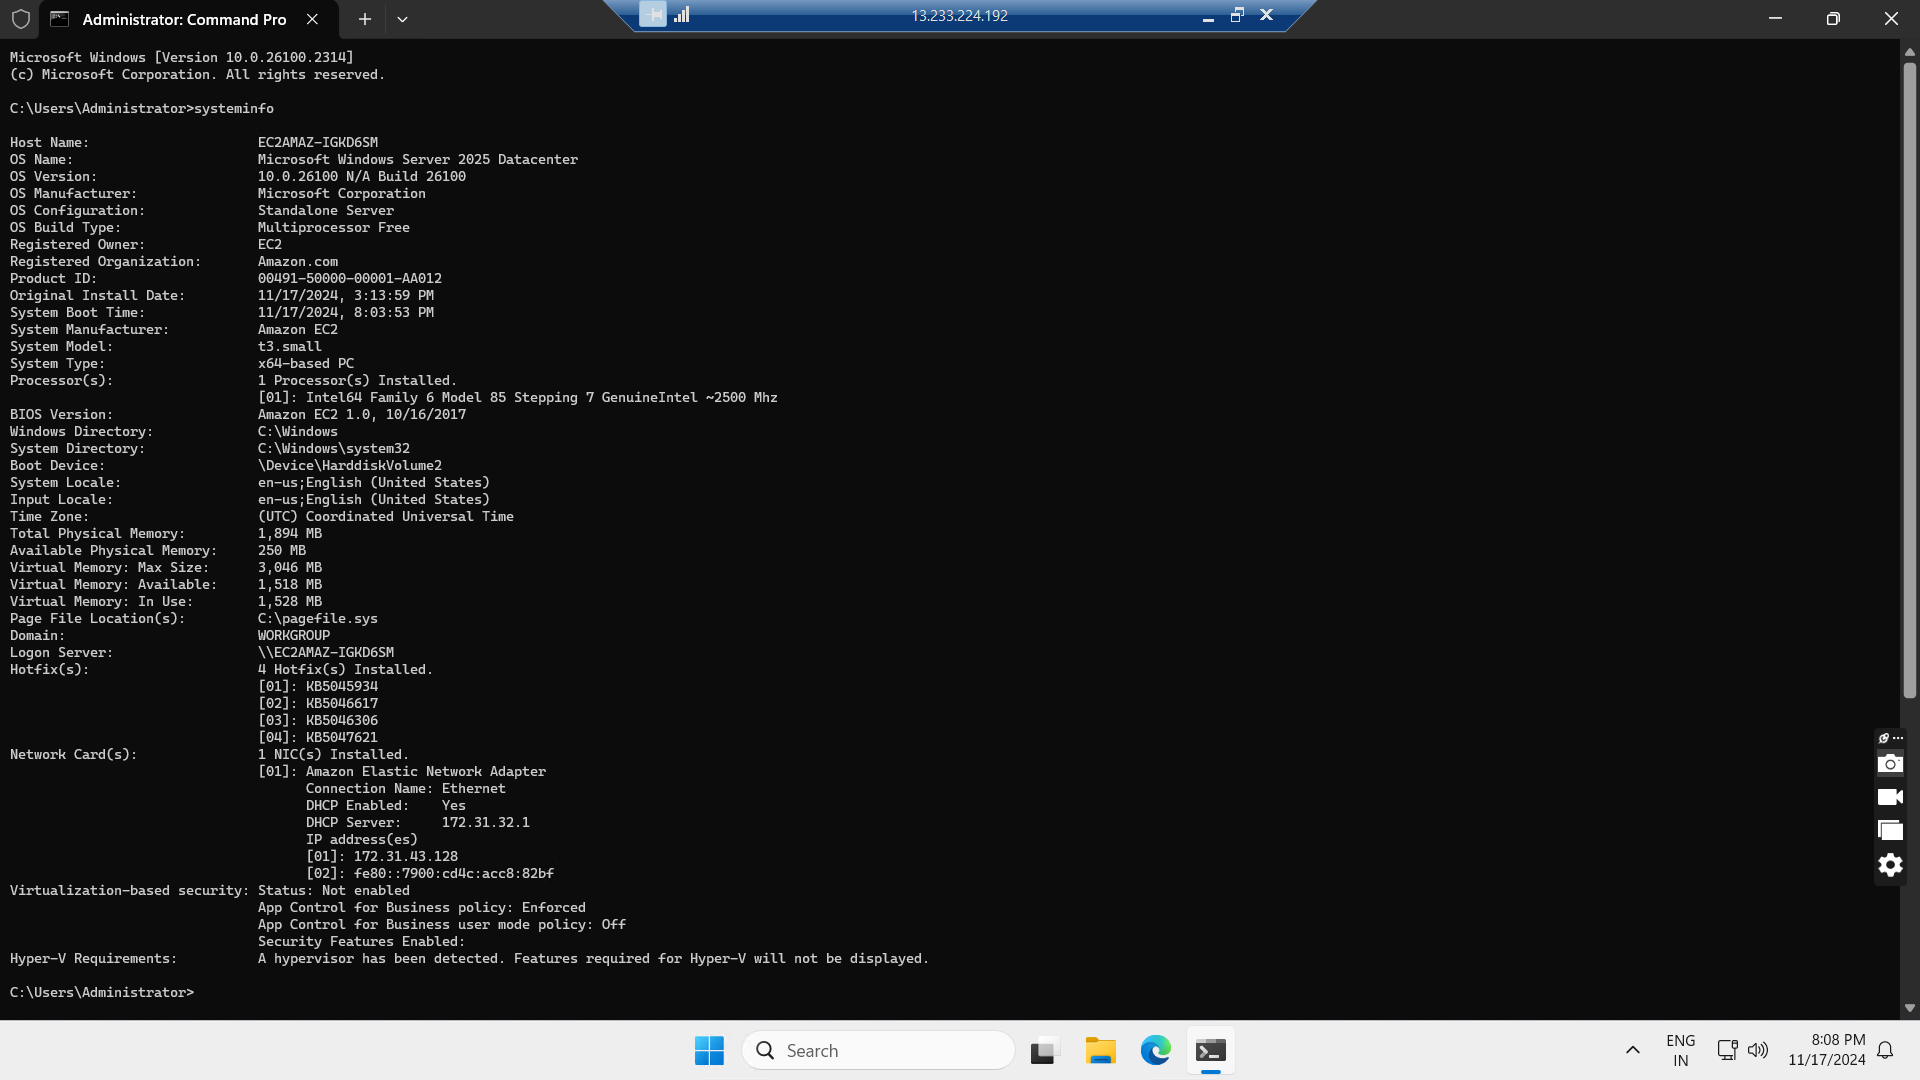 Administrator: Command Pro
13.233.224.192
Microsoft Windows [Version 10.0.26100.2314]
(c) Microsoft Corporation. All rights reserved.
C:\Users\Administrator>systeminfo
Host Name: EC2AMAZ-IGKD6SM
OS Name: Microsoft Windows Server 2025 Datacenter
OS Version: 10.0.26100 N/A Build 26100
OS Manufacturer: Microsoft Corporation
OS Configuration: Standalone Server
OS Build Type: Multiprocessor Free
Registered Owner: EC2
Registered Organization: Amazon.com
Product ID: 00491-50000-00001-AA012
Original Install Date: 11/17/2024, 3:13:59 PM
System Boot Time: 11/17/2024, 8:03:53 PM
System Manufacturer: Amazon EC2
System Model: t3.small
System Type: x64-based PC
Processor(s): 1 Processor(s) Installed.
[01]: Intel64 Family 6 Model 85 Stepping 7 GenuineIntel ~2500 Mhz
BIOS Version: Amazon EC2 1.0, 10/16/2017
Windows Directory: C:\Windows
System Directory: C:\Windows\system32
Boot Device: \Device\HarddiskVolume2
System Locale: en-us;English (United States)
Input Locale: en-us;English (United States)
Time Zone: (UTC) Coordinated Universal Time
Total Physical Memory: 1,894 MB
Available Physical Memory: 250 MB
Virtual Memory: Max Size: 3,046 MB
Virtual Memory: Available: 1,518 MB
Virtual Memory: In Use: 1,528 MB
Page File Location(s): C:\pagefile.sys
Domain: WORKGROUP
Logon Server: \\EC2AMAZ-IGKD6SM
Hotfix(s): 4 Hotfix(s) Installed.
[01]: KB5045934
[02]: KB5046617
[03]: KB5046306
[04]: KB5047621
Network Card(s): 1 NIC(s) Installed.
[01]: Amazon Elastic Network Adapter
Connection Name: Ethernet
DHCP Enabled: Yes
DHCP Server: 172.31.32.1
IP address(es)
[01]: 172.31.43.128
[02]: fe80::7900:cd4c:acc8:82bf
Virtualization-based security: Status: Not enabled
App Control for Business policy: Enforced
App Control for Business user mode policy: Off
Security Features Enabled:
Hyper-V Requirements: A hypervisor has been detected. Features required for Hyper-V will not be displayed.
C:\Users\Administrator>
Search
ENG
IN
8:08 PM
11/17/2024